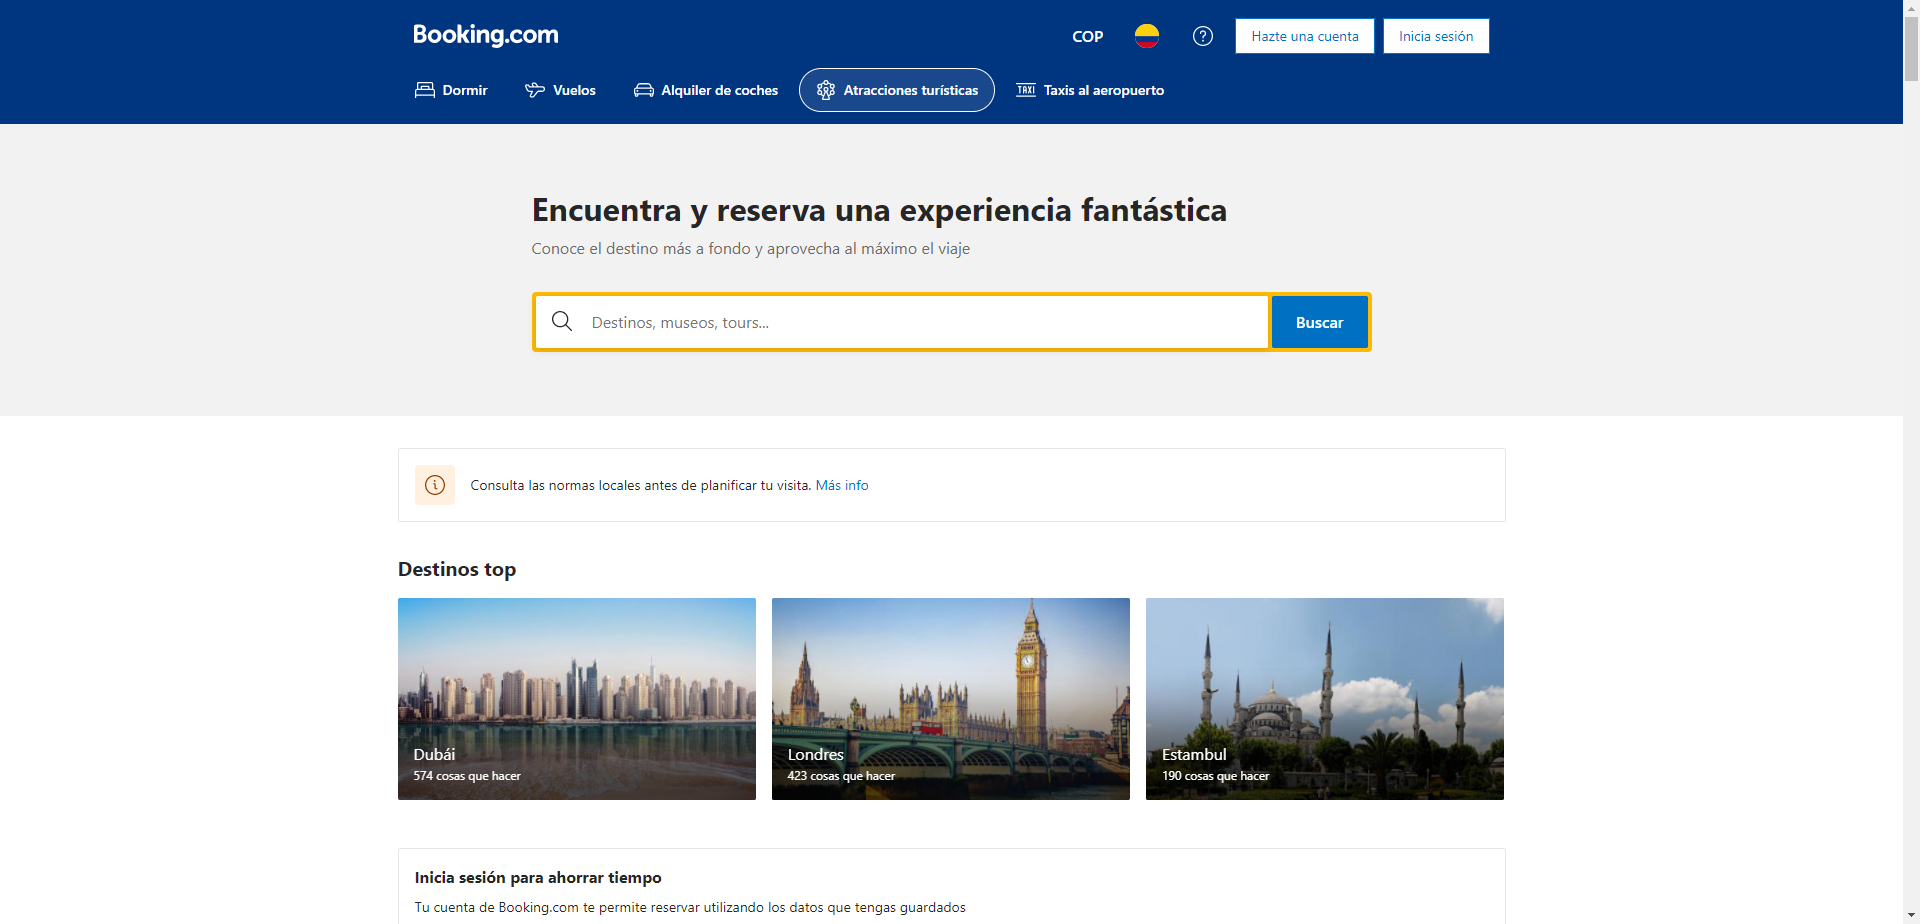 Booking.com
COP
Hazte una cuenta
Inicia sesión
Dormir
Vuelos
Alquiler de coches
Atracciones turísticas
TAXI
Taxis al aeropuerto
Encuentra y reserva una experiencia fantástica
Conoce el destino más a fondo y aprovecha al máximo el viaje
Destinos, museos, tours...
Buscar
Consulta las normas locales antes de planificar tu visita. Más info
Destinos top
Dubái
574 cosas que hacer
Londres
423 cosas que hacer
Estambul
190 cosas que hacer
Inicia sesión para ahorrar tiempo
Tu cuenta de Booking.com te permite reservar utilizando los datos que tengas guardados